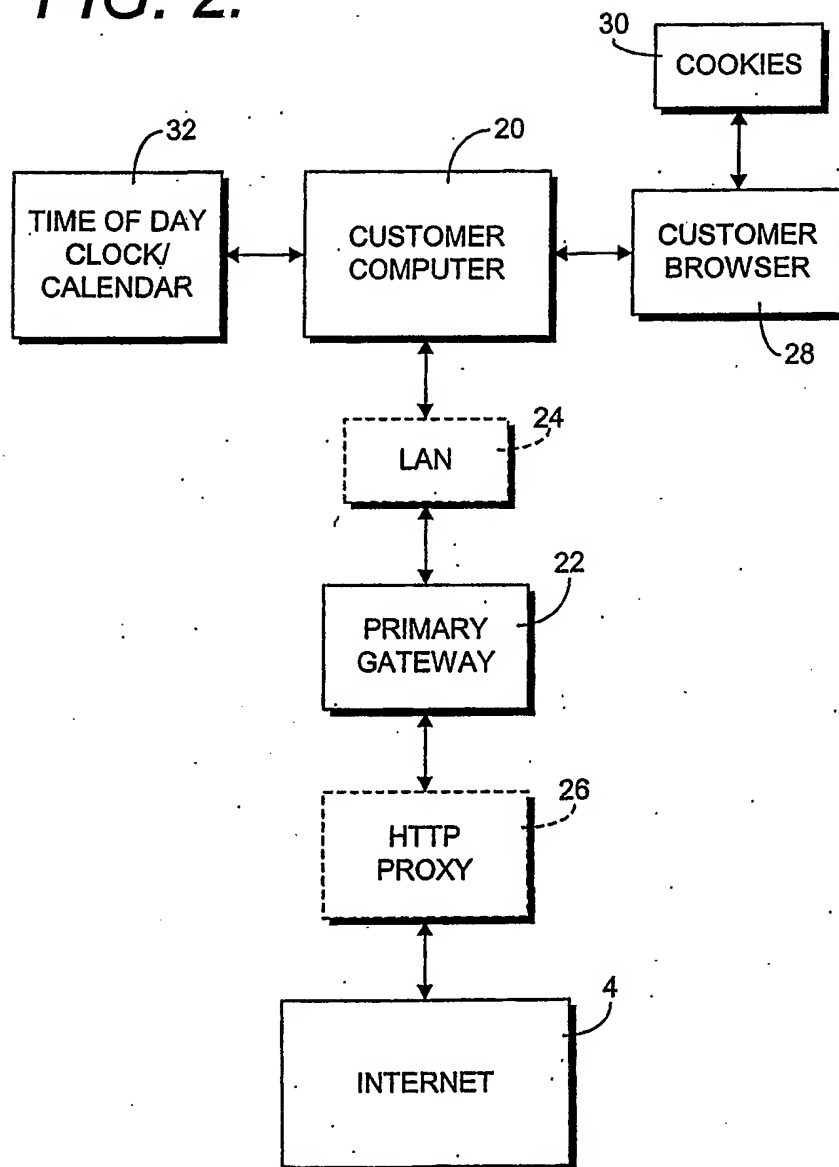 FIG. 2.
30
COOKIES
32
20
TIME OF DAY
CLOCK/
CALENDAR
CUSTOMER
COMPUTER
CUSTOMER
BROWSER
28
24
LAN
22
PRIMARY
GATEWAY
26
HTTP
PROXY
4
INTERNET